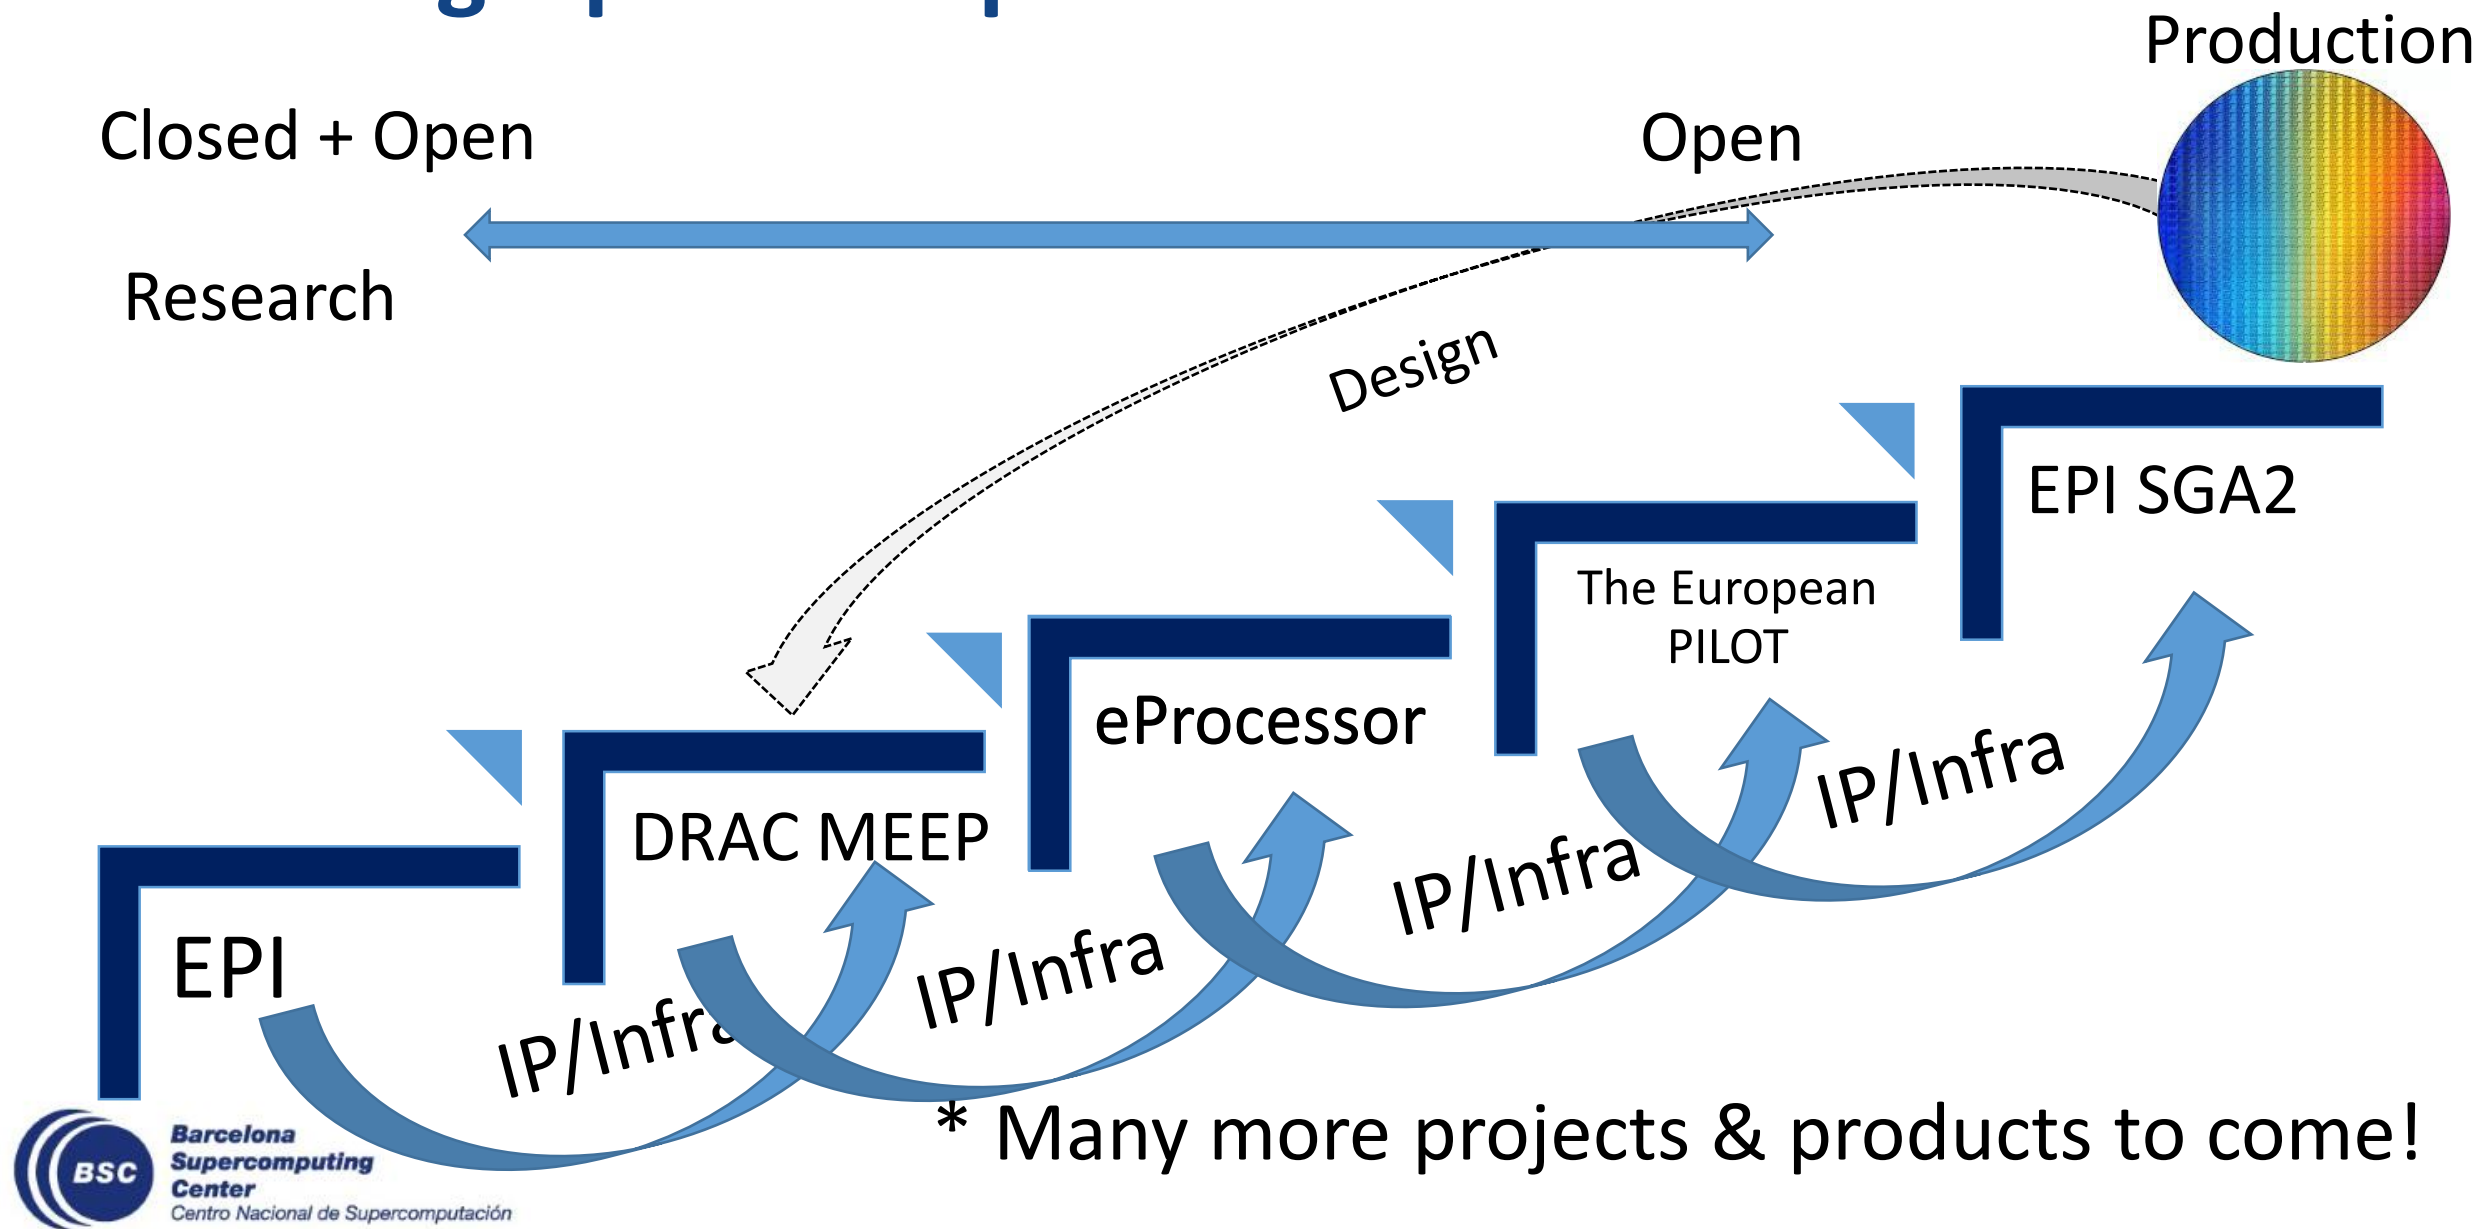 Production
Closed + Open
Open
Research
Design
EPI SGA2
The European
PILOT
eProcessor
IP/Infra
DRAC MEEP
IP/Infra
EPI
IP/Infra
IP/Infra
* Many more projects & products to come!
BSC
Barcelona
Supercomputing
Center
Centro Nacional de Supercomputación